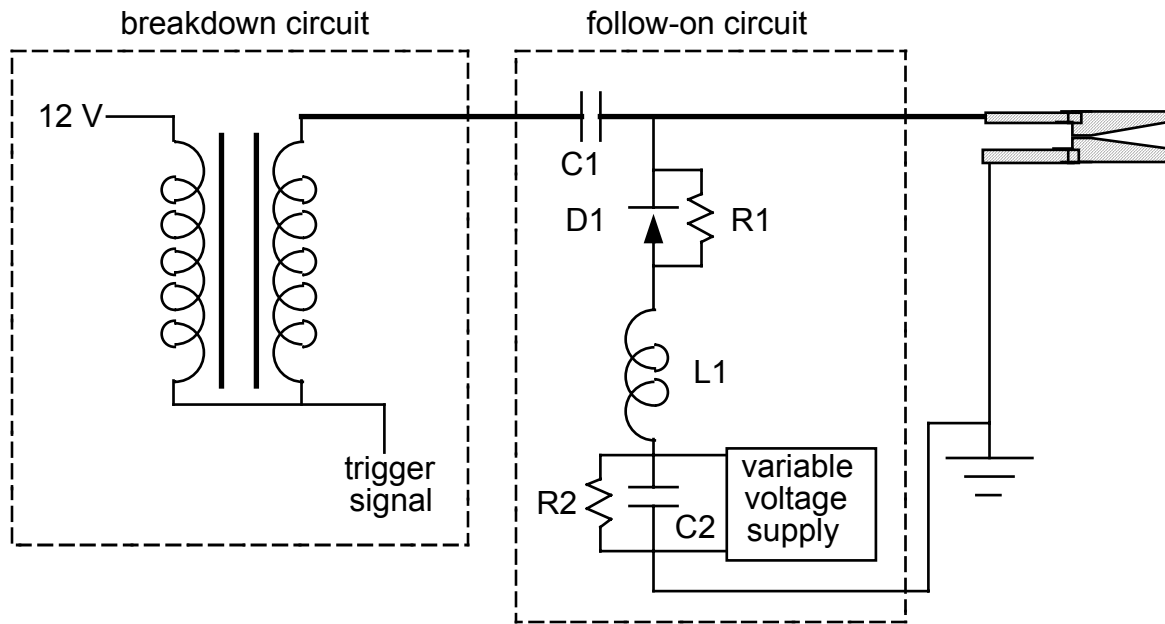 breakdown circuit
follow-on circuit
12 V
C1
D1
R1
L1
trigger
signal
R2
C2
variable
voltage
supply